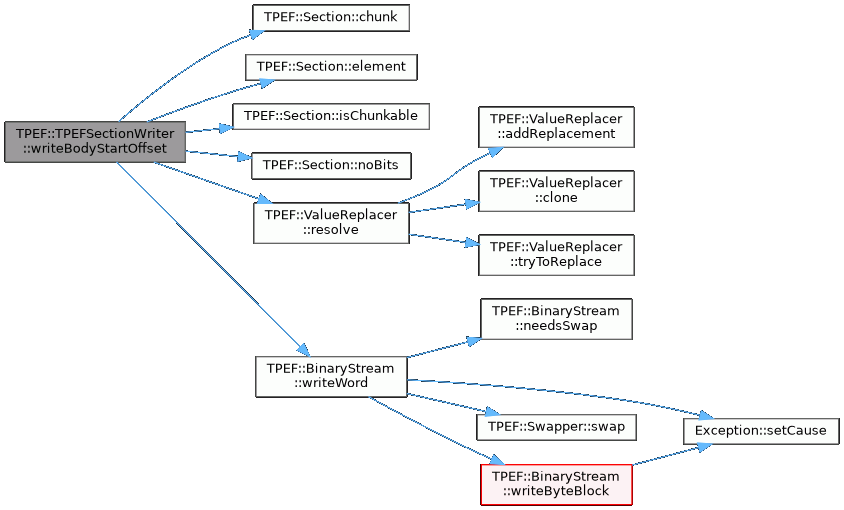 TPEF::Section::chunk
TPEF::Section::element
TPEF::TPEFSectionWriter
::writeBodyStartOffset
TPEF::Section::isChunkable
TPEF::Section::noBits
TPEF::ValueReplacer
::resolve
TPEF::ValueReplacer
::addReplacement
TPEF::ValueReplacer
::clone
TPEF::ValueReplacer
::tryToReplace
TPEF::BinaryStream
::writeWord
TPEF::BinaryStream
::needsSwap
TPEF::Swapper::swap
TPEF::BinaryStream
::writeByteBlock
Exception::setCause